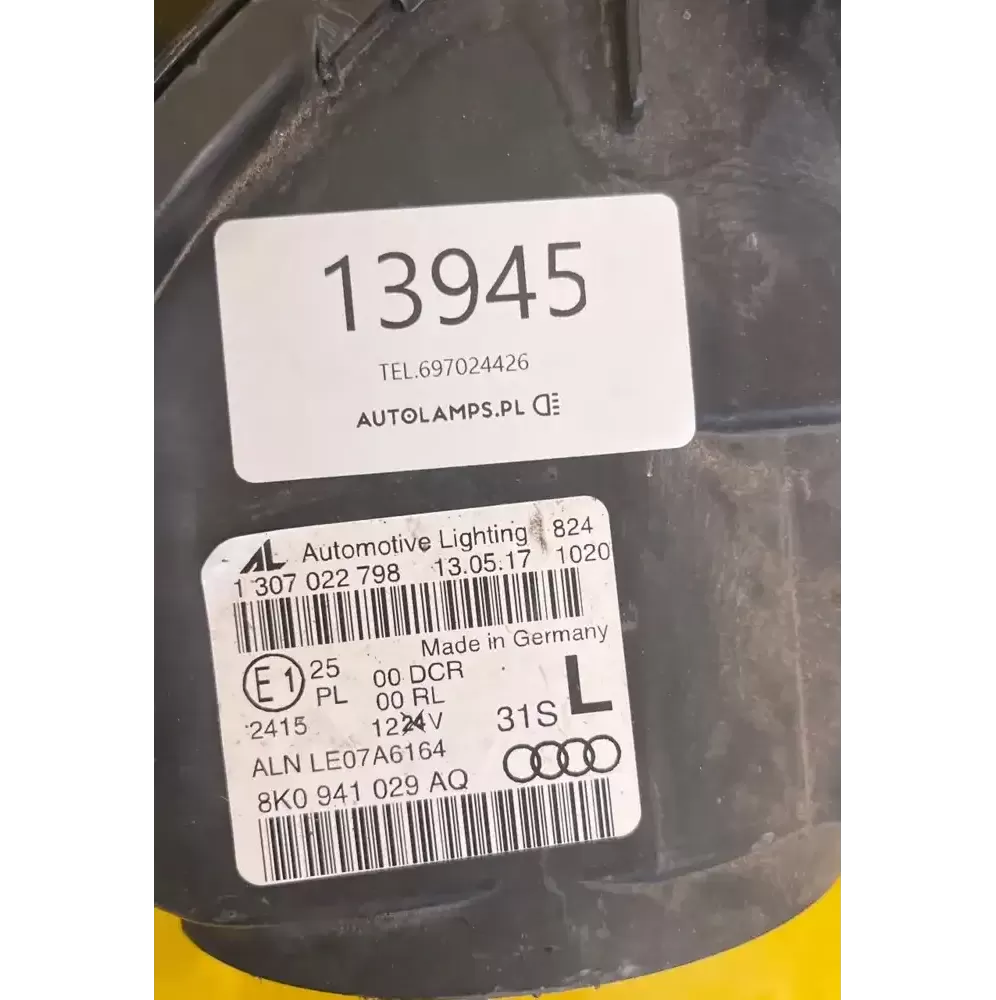 13945
TEL.697024426
AUTOLAMPS.PL
AL Automotive Lighting 824
1 307 022 798 13.05.17 1020
Made in Germany
E1 25 00 DCR
PL 00 RL
2415 1224V 31S L
ALN LE07A6164
8K0 941 029 AQ